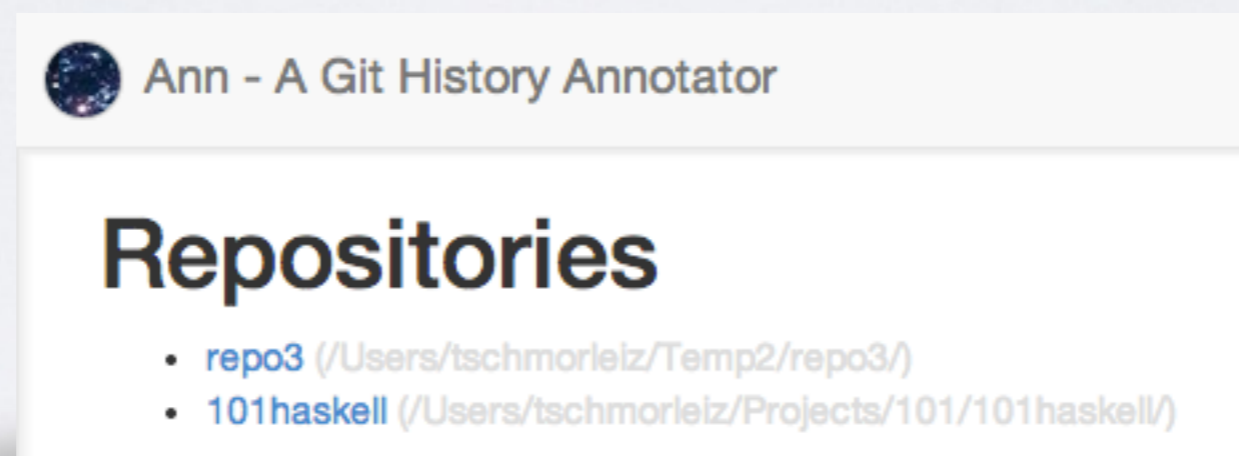 Ann - A Git History Annotator
Repositories
repo3 (/Users/tschmorleiz/Temp2/repo3/)
101haskell (/Users/tschmorleiz/Projects/101/101haskell/)